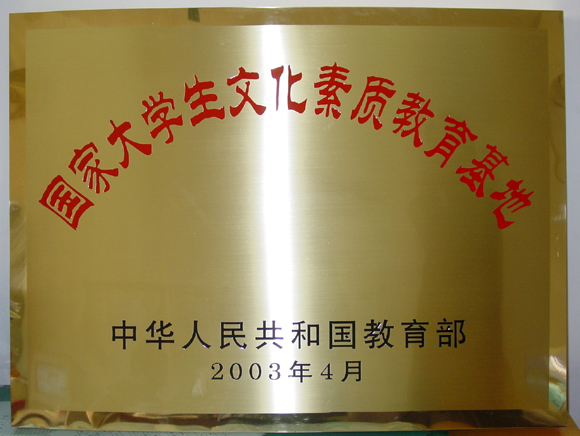 国家大学生文化素质教育基地
中华人民共和国教育部
2003年4月